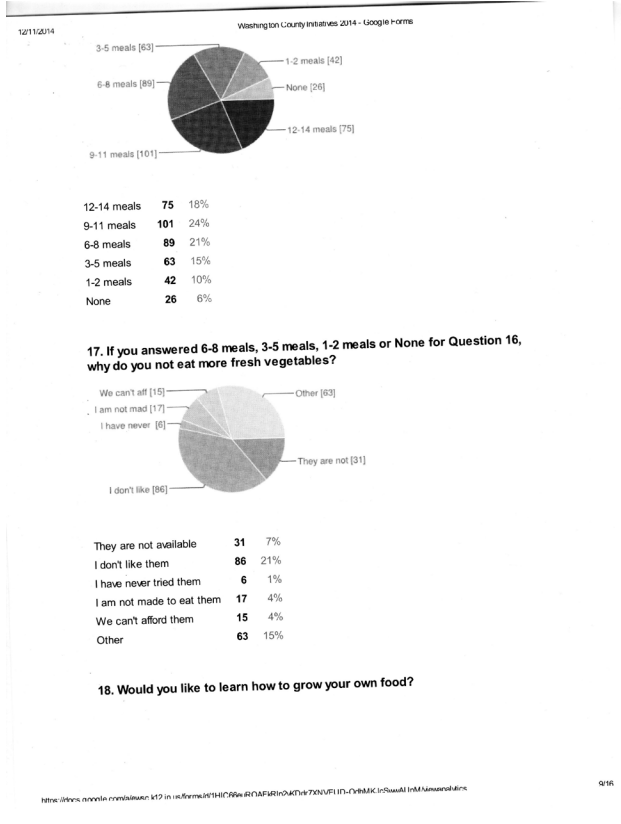 12/11/2014
Washington County Initiatives 2014 - Google Forms
3-5 meals [63]
1-2 meals [42]
6-8 meals [89]
None [26]
12-14 meals [75]
9-11 meals [101]
12-14 meals 75 18%
9-11 meals 101 24%
6-8 meals 89 21%
3-5 meals 63 15%
1-2 meals 42 10%
None 26 6%
17. If you answered 6-8 meals, 3-5 meals, 1-2 meals or None for Question 16,
why do you not eat more fresh vegetables?
We can't aff [15]
Other [63]
I am not mad [17]
I have never [6]
They are not [31]
I don't like [86]
They are not available 31 7%
I don't like them 86 21%
I have never tried them 6 1%
I am not made to eat them 17 4%
We can't afford them 15 4%
Other 63 15%
18. Would you like to learn how to grow your own food?
9/16